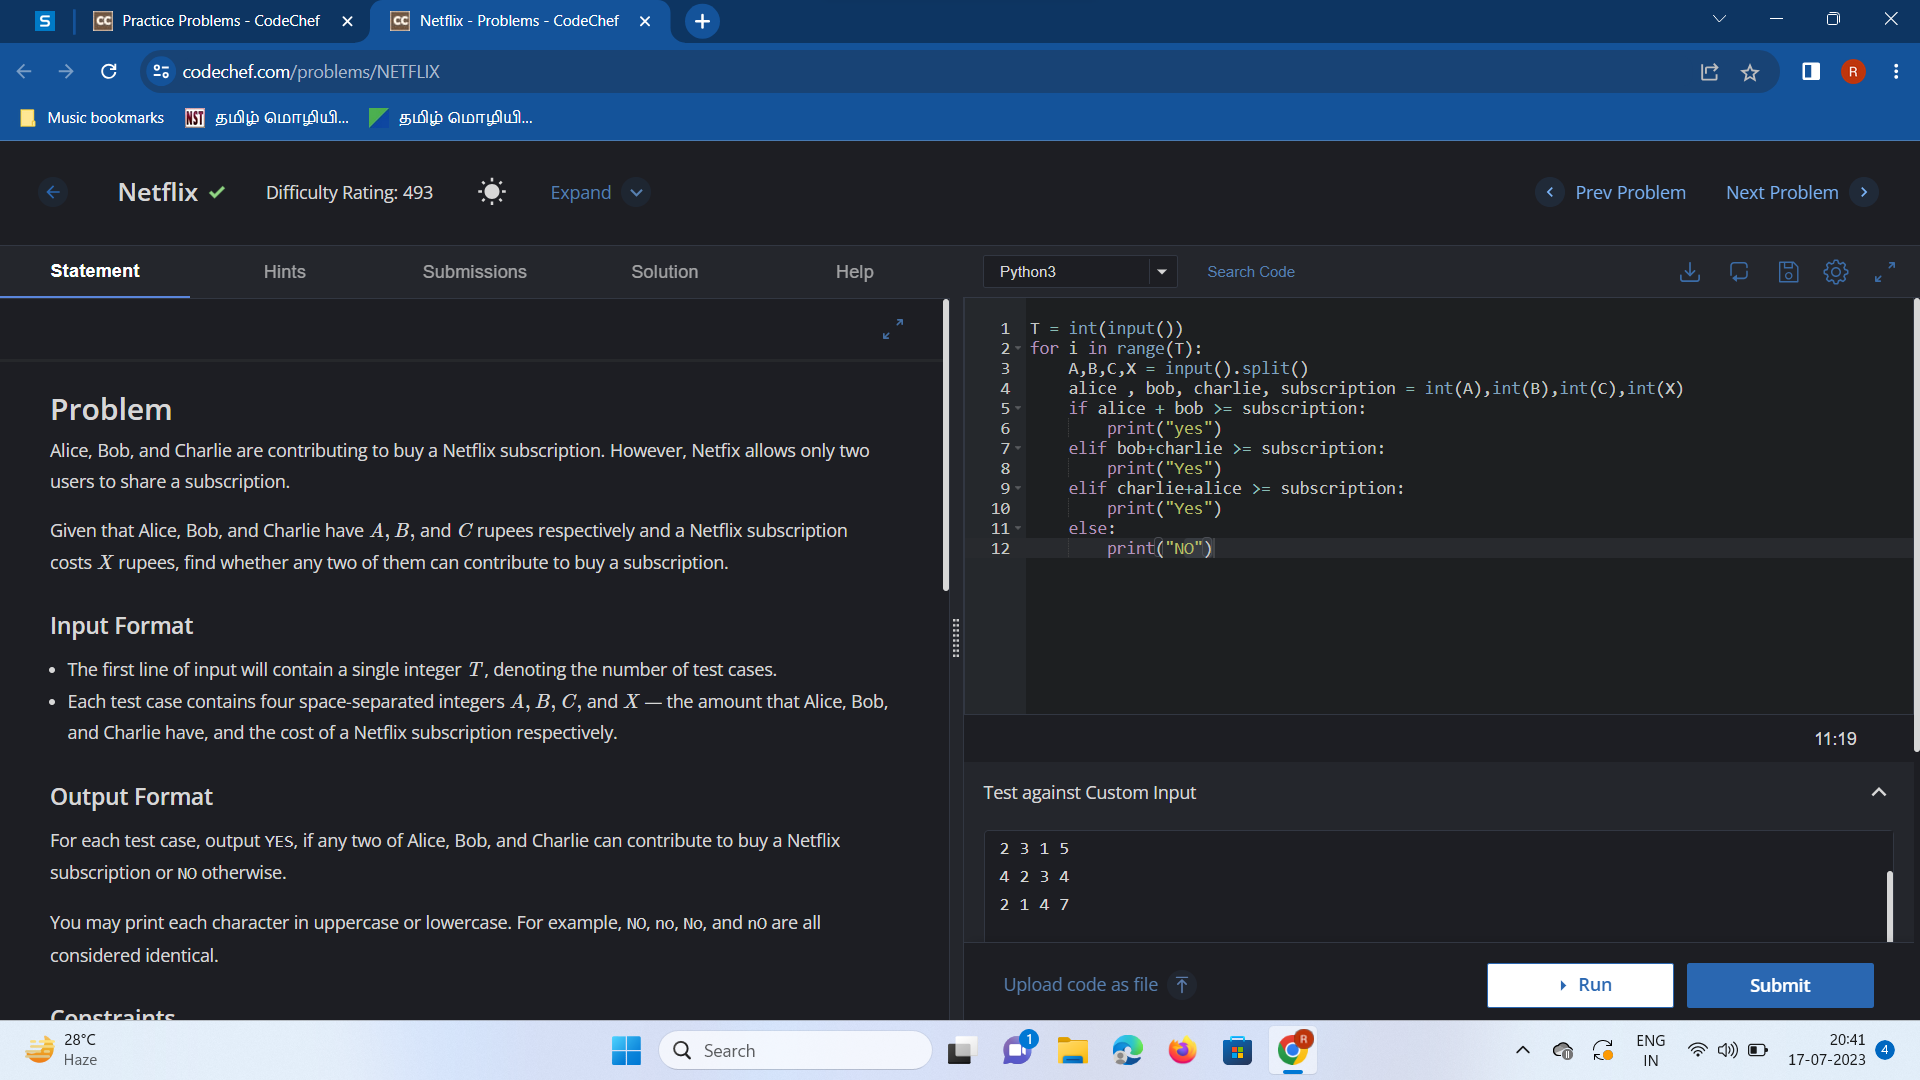 S
CC Practice Problems - CodeChef
CC Netflix - Problems - CodeChef
codechef.com/problems/NETFLIX
R
Music bookmarks
NST தமிழ் மொழியி...
தமிழ் மொழியி...
Netflix
Difficulty Rating: 493
Expand
Prev Problem
Next Problem
Statement
Hints
Submissions
Solution
Help
Problem
Alice, Bob, and Charlie are contributing to buy a Netflix subscription. However, Netfix allows only two
users to share a subscription.
Given that Alice, Bob, and Charlie have A, B, and C rupees respectively and a Netflix subscription
costs X rupees, find whether any two of them can contribute to buy a subscription.
Input Format
• The first line of input will contain a single integer T, denoting the number of test cases.
• Each test case contains four space-separated integers A, B, C, and X — the amount that Alice, Bob,
and Charlie have, and the cost of a Netflix subscription respectively.
Output Format
For each test case, output YES, if any two of Alice, Bob, and Charlie can contribute to buy a Netflix
subscription or NO otherwise.
You may print each character in uppercase or lowercase. For example, NO, no, No, and nO are all
considered identical.
Constraints
Python3
Search Code
1 T = int(input())
2 for i in range(T):
3     A,B,C,X = input().split()
4     alice , bob, charlie, subscription = int(A),int(B),int(C),int(X)
5     if alice + bob >= subscription:
6         print("yes")
7     elif bob+charlie >= subscription:
8         print("Yes")
9     elif charlie+alice >= subscription:
10         print("Yes")
11     else:
12         print("NO")
11:19
Test against Custom Input
2 3 1 5
4 2 3 4
2 1 4 7
Upload code as file
Run
Submit
28°C
Haze
Search
1
R
ENG
IN
20:41
17-07-2023
4